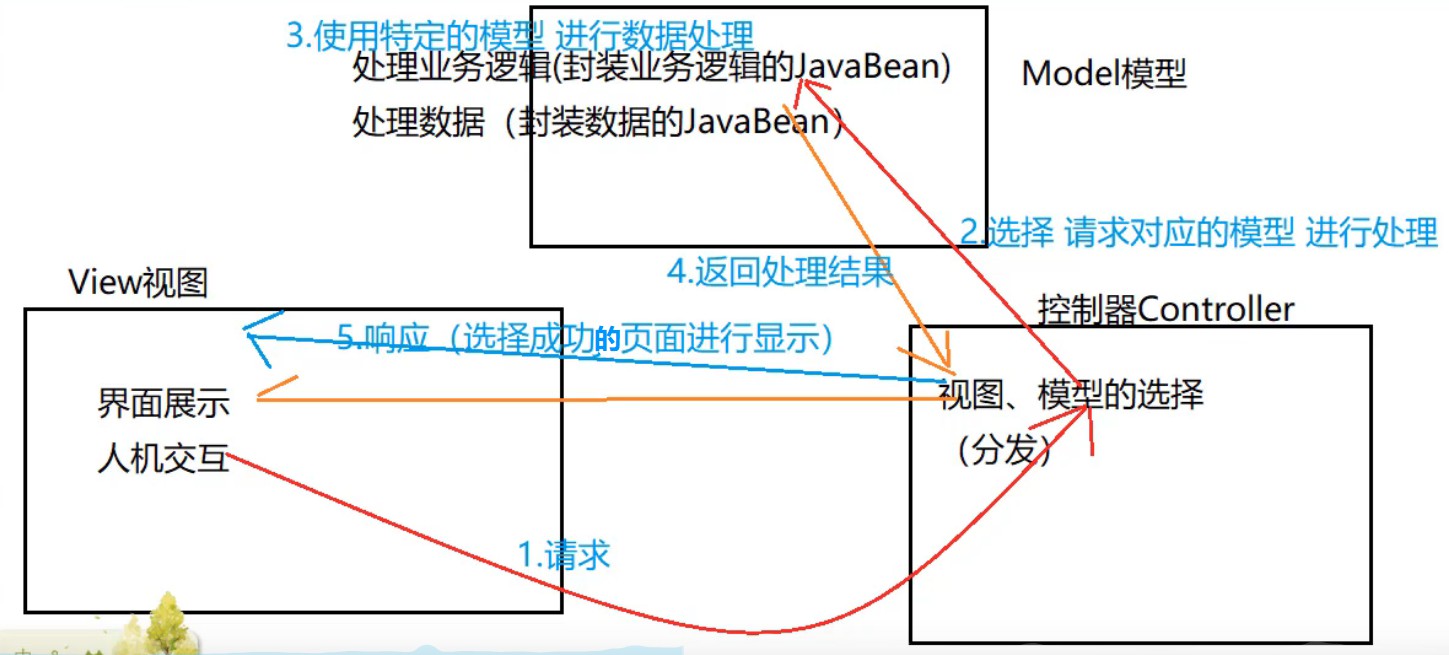 3.使用特定的模型 进行数据处理
处理业务逻辑(封装业务逻辑的JavaBean)
处理数据（封装数据的JavaBean）
Model模型
2.选择 请求对应的模型 进行处理
4.返回处理结果
View视图
控制器Controller
5.响应（选择成功的页面进行显示）
界面展示
人机交互
视图、模型的选择
（分发）
1.请求